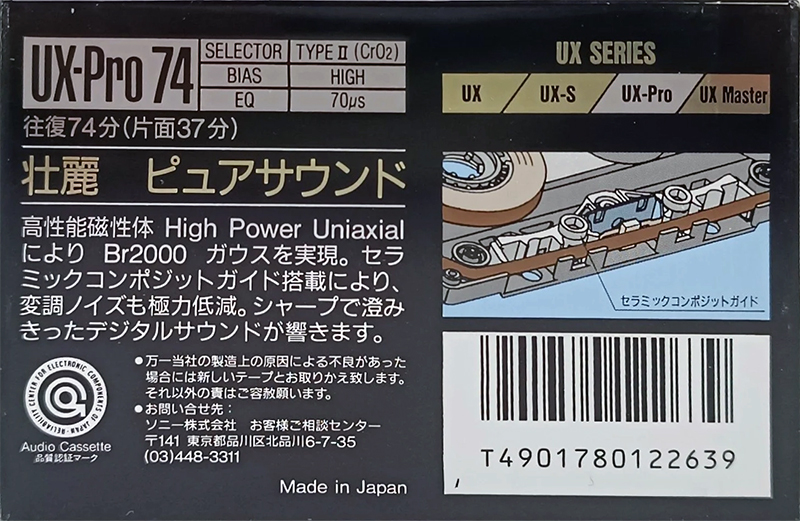 UX-Pro 74
SELECTOR TYPE II (CrO2)
BIAS HIGH
EQ 70μs
往復74分(片面37分)
壮麗 ピュアサウンド
高性能磁性体 High Power Uniaxial
により Br2000 ガウスを実現。セラ
ミックコンポジットガイド搭載により、
変調ノイズも極力低減。シャープで澄み
きったデジタルサウンドが響きます。
RELIABILITY CENTER FOR ELECTRONIC COMPONENTS OF JAPAN
Audio Cassette
品質認証マーク
●万一当社の製造上の原因による不良があった
場合には新しいテープとお取りかえ致します。
それ以外の責はご容赦願います。
●お問い合せ先：
ソニー株式会社 お客様ご相談センター
〒141 東京都品川区北品川6-7-35
(03)448-3311
Made in Japan
UX SERIES
UX UX-S UX-Pro UX Master
セラミックコンポジットガイド
T4901780122639